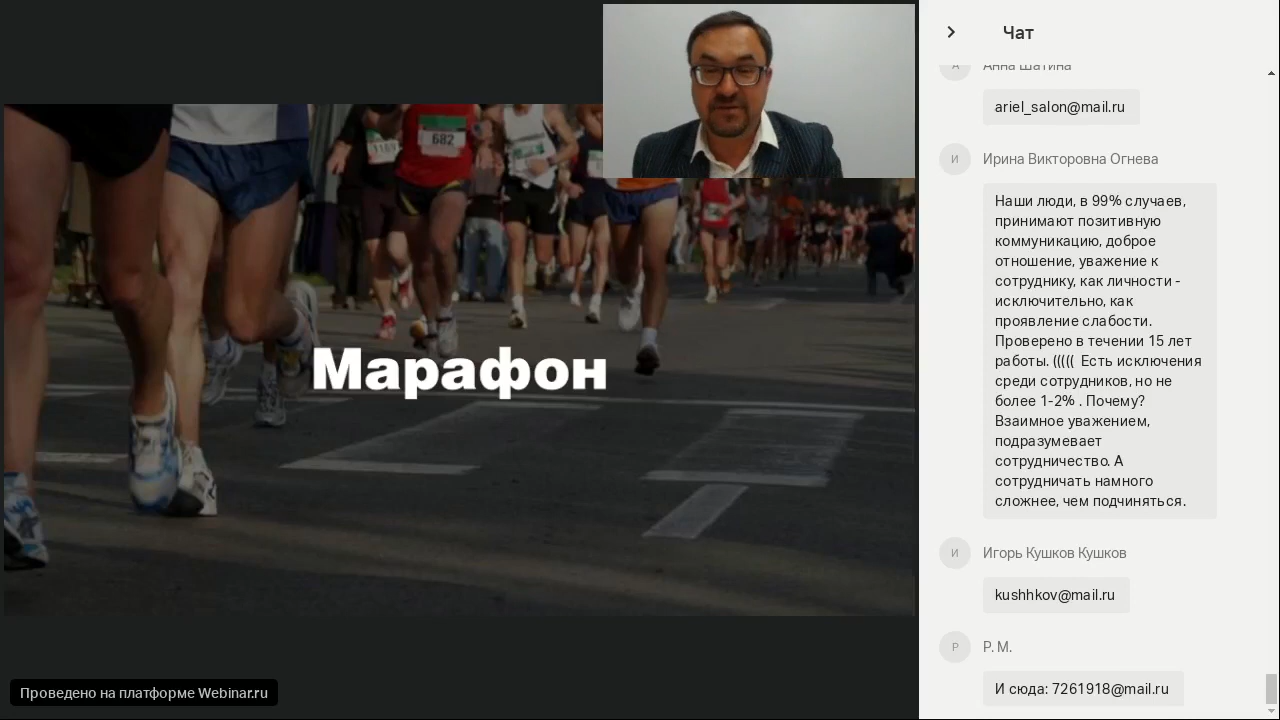 1189
682
Марафон
Проведено на платформе Webinar.ru
Чат
А
Анна Шатина
ariel_salon@mail.ru
И
Ирина Викторовна Огнева
Наши люди, в 99% случаев,
принимают позитивную
коммуникацию, доброе
отношение, уважение к
сотруднику, как личности -
исключительно, как
проявление слабости.
Проверено в течении 15 лет
работы. ((((( Есть исключения
среди сотрудников, но не
более 1-2% . Почему?
Взаимное уважением,
подразумевает
сотрудничество. А
сотрудничать намного
сложнее, чем подчиняться.
И
Игорь Кушков Кушков
kushhkov@mail.ru
Р
Р. М.
И сюда: 7261918@mail.ru